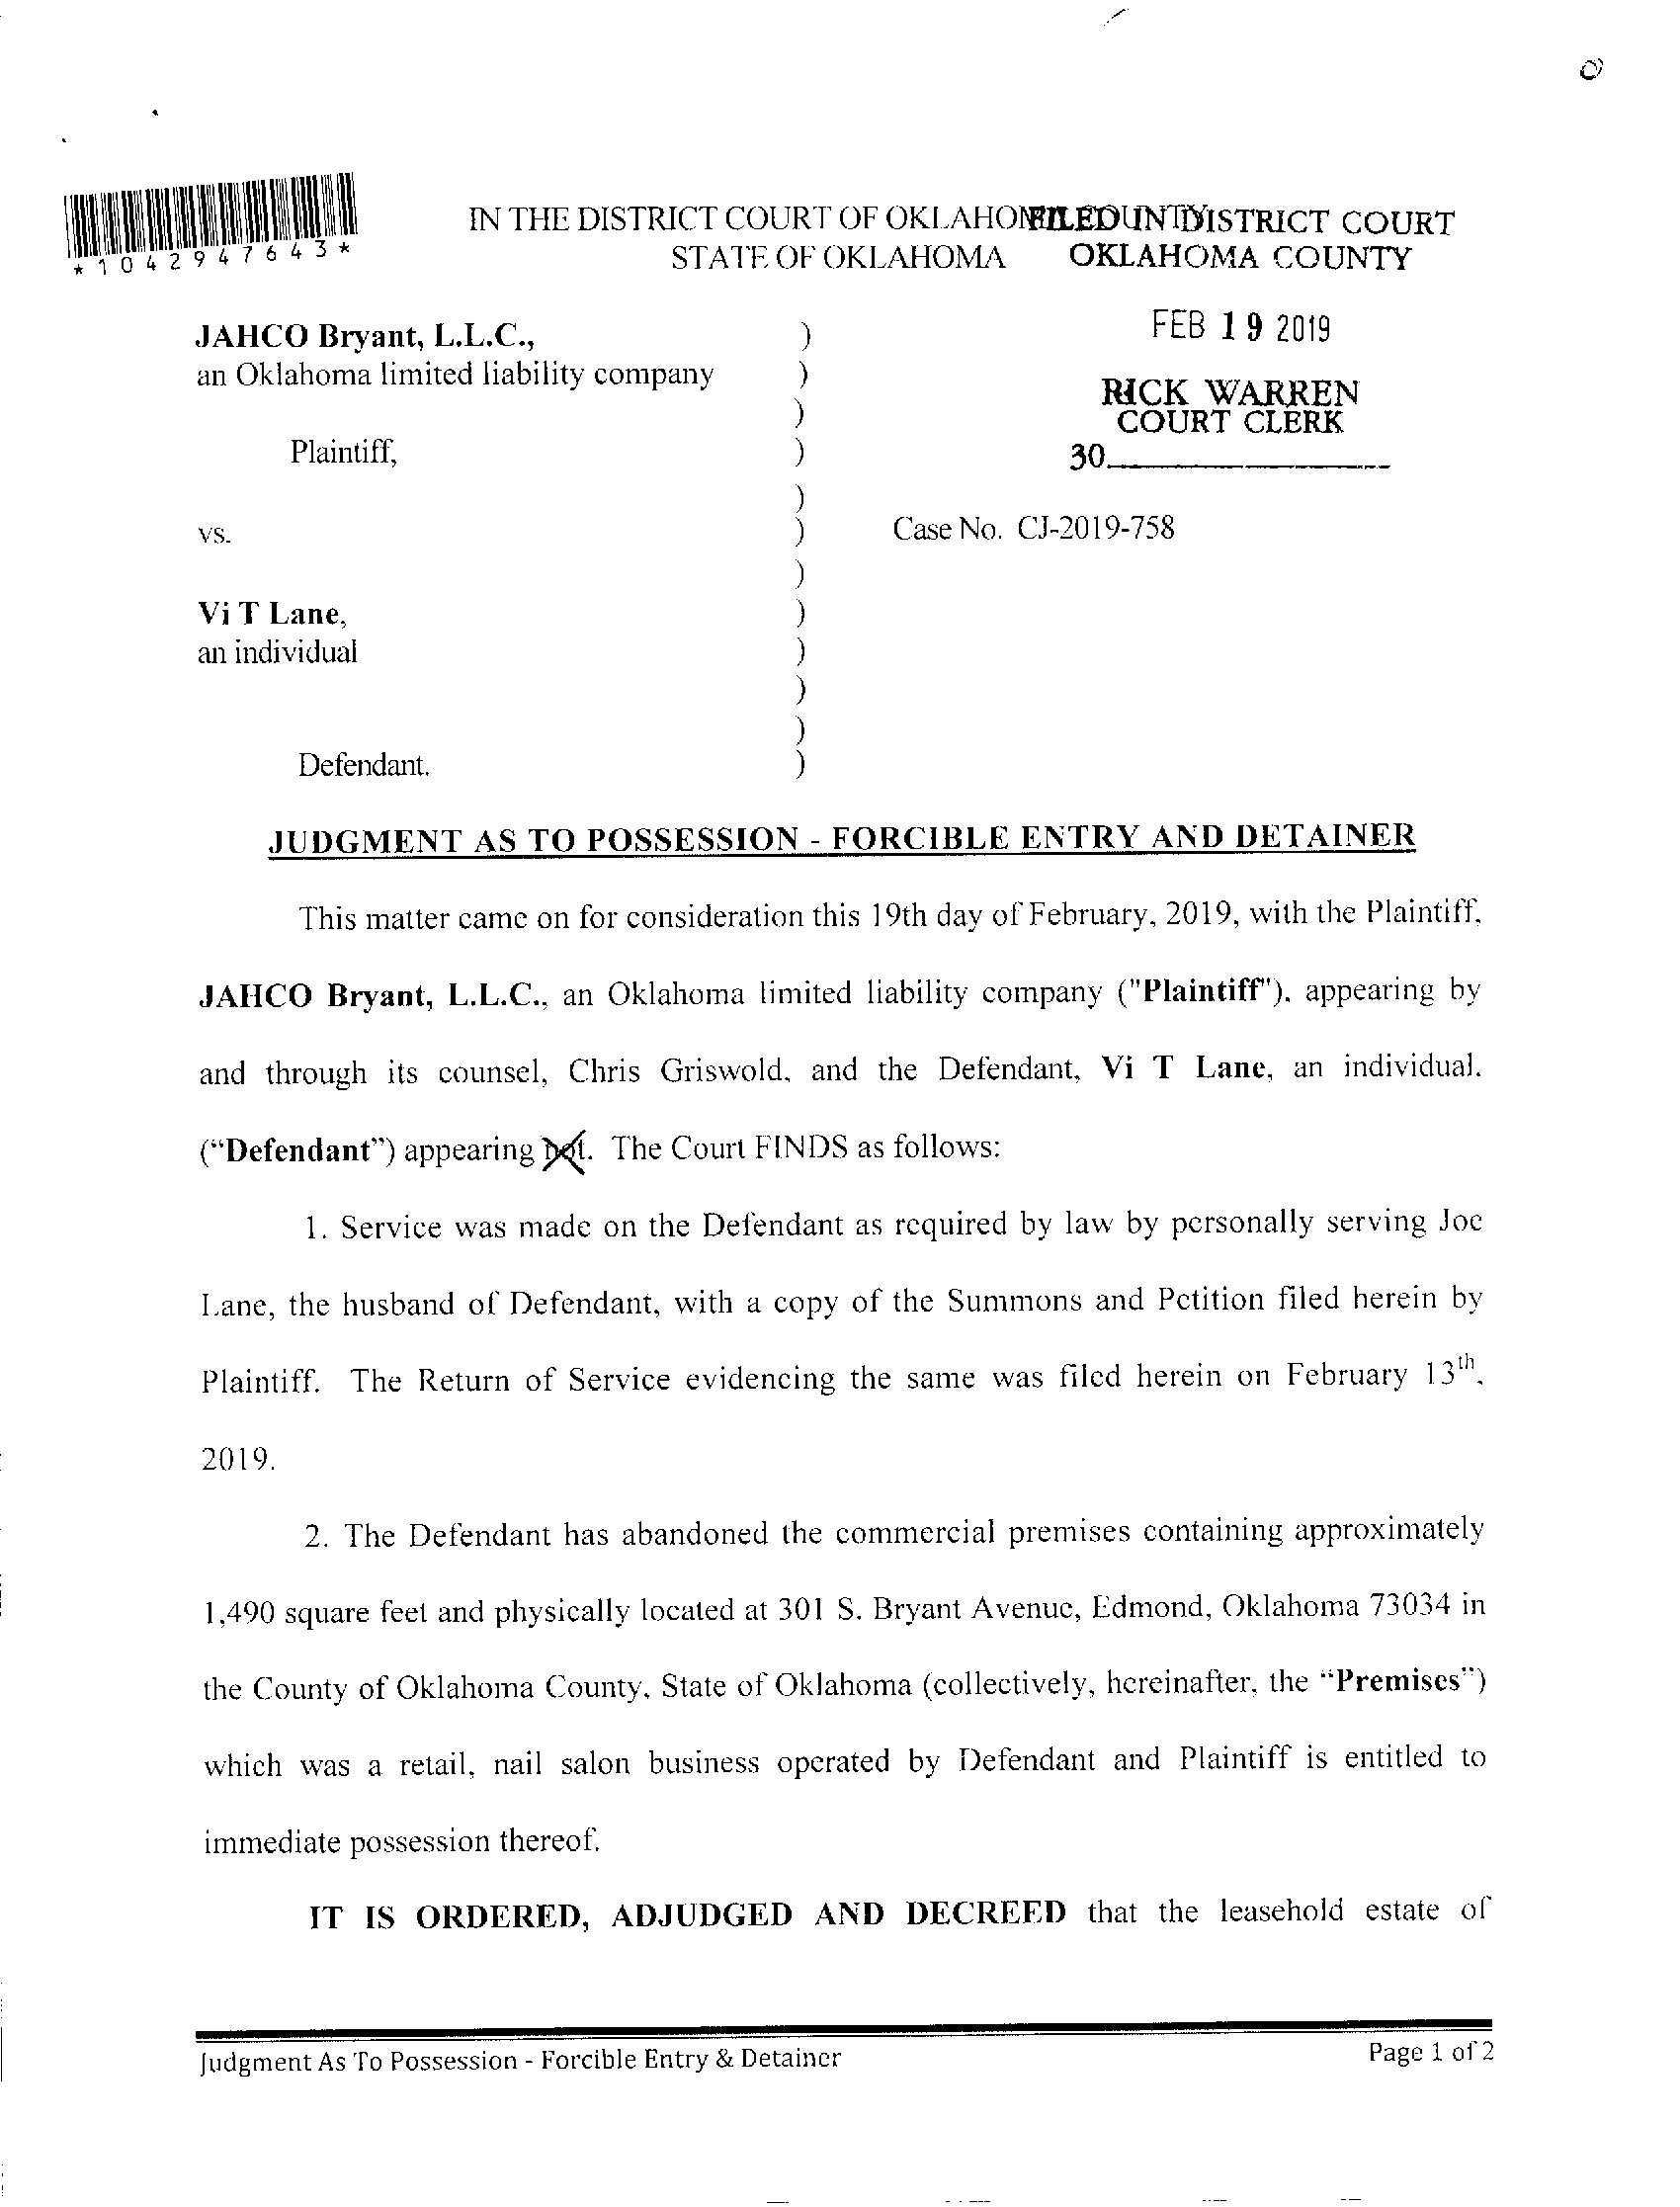 *1042947643*
IN THE DISTRICT COURT OF OKLAHOMA COUNTY
STATE OF OKLAHOMA
FILED DISTRICT COURT
OKLAHOMA COUNTY
FEB 19 2019
RICK WARREN
COURT CLERK
30
JAHCO Bryant, L.L.C., )
an Oklahoma limited liability company )
)
Plaintiff, )
)
vs. ) Case No. CJ-2019-758
)
Vi T Lane, )
an individual )
)
)
Defendant. )
JUDGMENT AS TO POSSESSION - FORCIBLE ENTRY AND DETAINER
This matter came on for consideration this 19th day of February, 2019, with the Plaintiff,
JAHCO Bryant, L.L.C., an Oklahoma limited liability company ("Plaintiff"), appearing by
and through its counsel, Chris Griswold, and the Defendant, Vi T Lane, an individual.
(“Defendant”) appearing not. The Court FINDS as follows:
1. Service was made on the Defendant as required by law by personally serving Joe
Lane, the husband of Defendant, with a copy of the Summons and Petition filed herein by
Plaintiff. The Return of Service evidencing the same was filed herein on February 13th,
2019.
2. The Defendant has abandoned the commercial premises containing approximately
1,490 square feet and physically located at 301 S. Bryant Avenue, Edmond, Oklahoma 73034 in
the County of Oklahoma County, State of Oklahoma (collectively, hereinafter, the “Premises”)
which was a retail, nail salon business operated by Defendant and Plaintiff is entitled to
immediate possession thereof.
IT IS ORDERED, ADJUDGED AND DECREED that the leasehold estate of
Judgment As To Possession - Forcible Entry & Detainer
Page 1 of 2